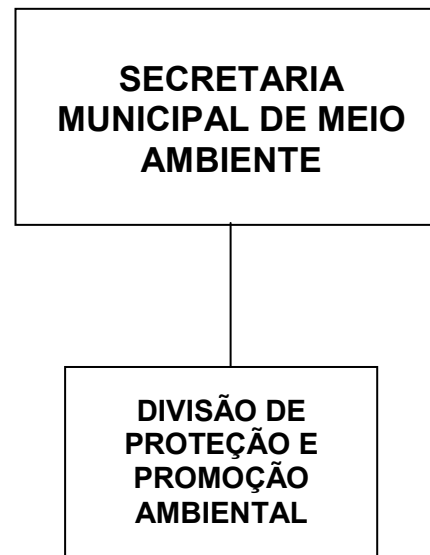 SECRETARIA
MUNICIPAL DE MEIO
AMBIENTE
DIVISÃO DE
PROTEÇÃO E
PROMOÇÃO
AMBIENTAL